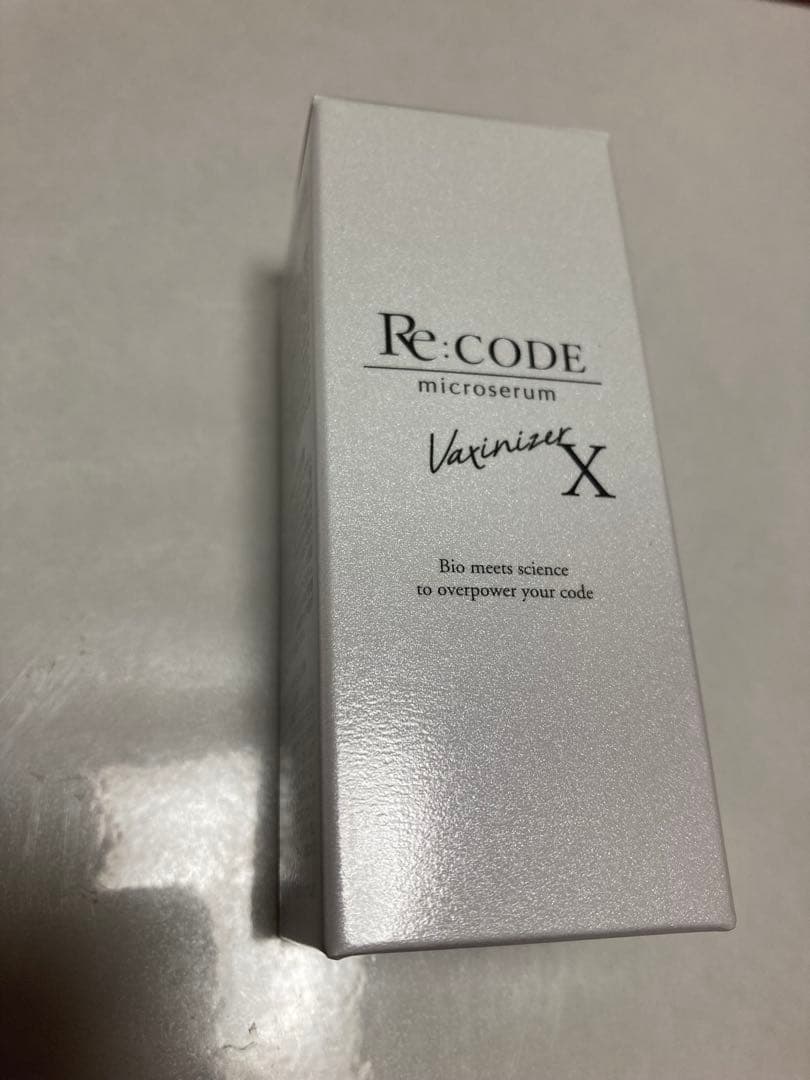 Re:CODE
microserum
Vaxinizer
X
Bio meets science
to overpower your code